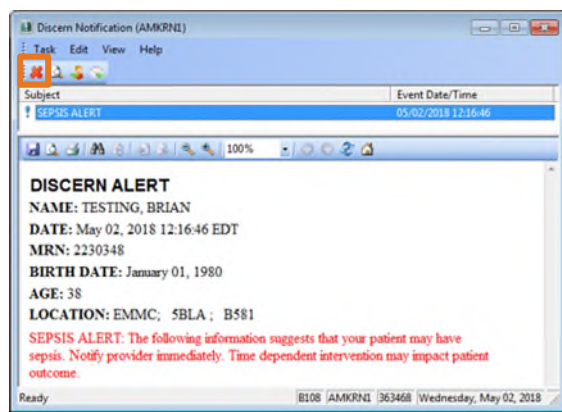 Discern Notification (AMKRN1)
Task Edit View Help
Subject Event Date/Time
! SEPSIS ALERT 05/02/2018 12:16:46
100%
DISCERN ALERT
NAME: TESTING, BRIAN
DATE: May 02, 2018 12:16:46 EDT
MRN: 2230348
BIRTH DATE: January 01, 1980
AGE: 38
LOCATION: EMMC; 5BLA ; B581
SEPSIS ALERT: The following information suggests that your patient may have
sepsis. Notify provider immediately. Time dependent intervention may impact patient
outcome.
Ready B108 AMKRN1 363468 Wednesday, May 02, 2018